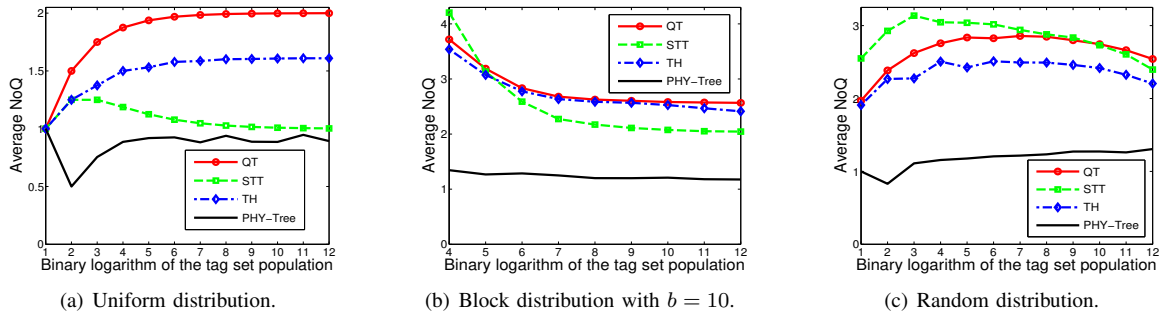 2
1.5
1
0.5
0
Average NoQ
QT
STT
TH
PHY-Tree
1 2 3 4 5 6 7 8 9 10 11 12
Binary logarithm of the tag set population
(a) Uniform distribution.
4
3
2
1
0
Average NoQ
QT
STT
TH
PHY-Tree
4 5 6 7 8 9 10 11 12
Binary logarithm of the tag set population
(b) Block distribution with b = 10.
3
2
1
0
Average NoQ
QT
STT
TH
PHY-Tree
1 2 3 4 5 6 7 8 9 10 11 12
Binary logarithm of the tag set population
(c) Random distribution.